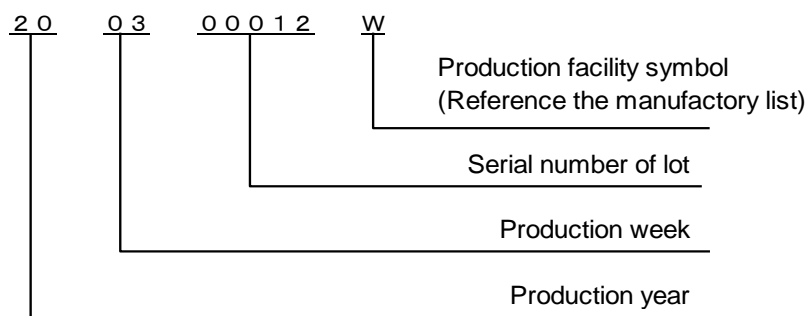 ２０ ０３ ０００１２ W
Production facility symbol
(Reference the manufactory list)
Serial number of lot
Production week
Production year